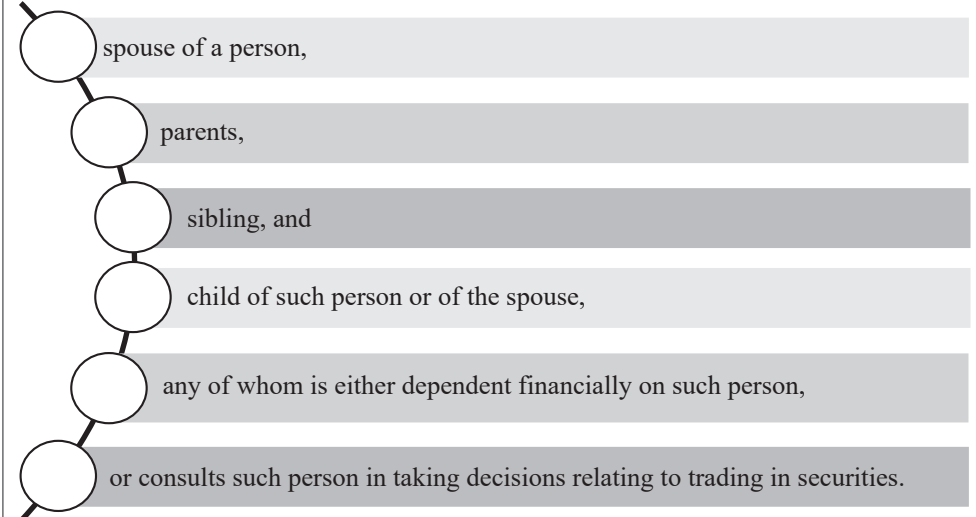 spouse of a person,
parents,
sibling, and
child of such person or of the spouse,
any of whom is either dependent financially on such person,
or consults such person in taking decisions relating to trading in securities.